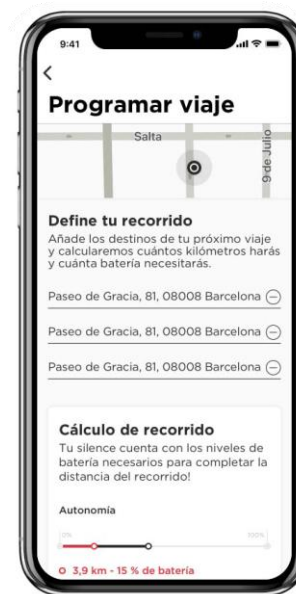 9:41
Programar viaje
Salta
9 de Julio
Define tu recorrido
Añade los destinos de tu próximo viaje
y calcularemos cuántos kilómetros harás
y cuánta batería necesitarás.
Paseo de Gracia, 81, 08008 Barcelona
Paseo de Gracia, 81, 08008 Barcelona
Paseo de Gracia, 81, 08008 Barcelona
Cálculo de recorrido
Tu silence cuenta con los niveles de
batería necesarios para completar la
distancia del recorrido!
Autonomía
0% 100%
3,9 km - 15 % de batería